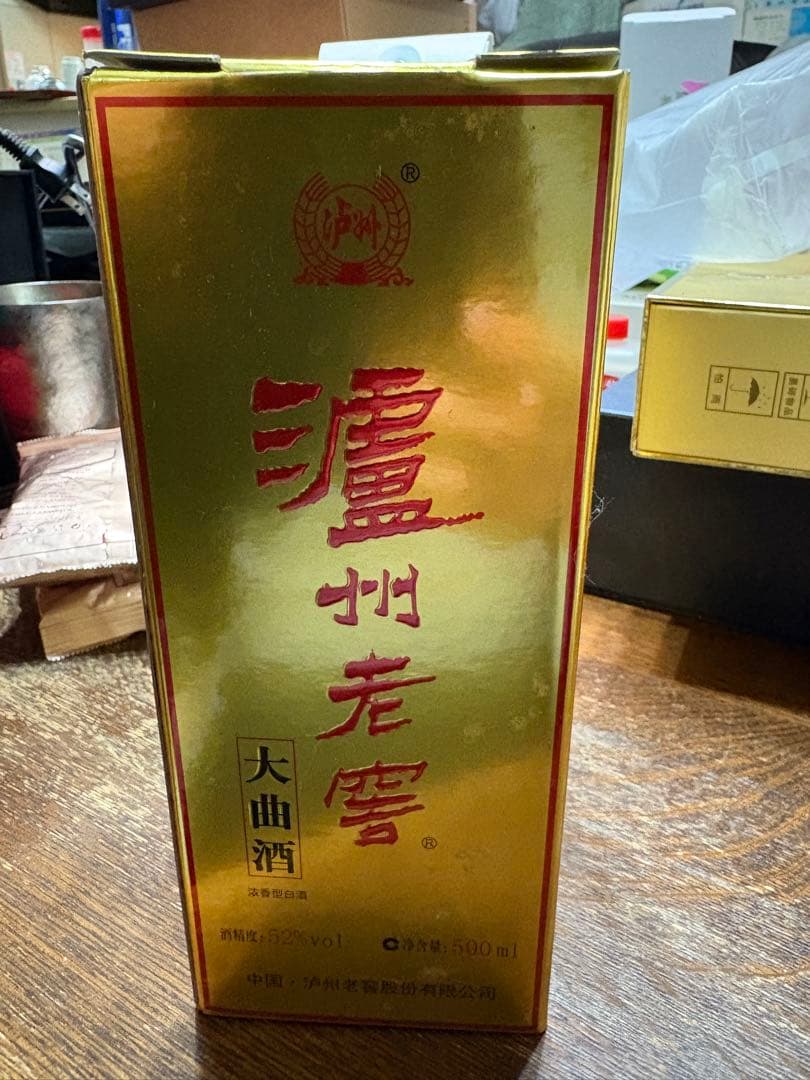 泸州
®
瀘
州
老
窖
®
大
曲
酒
浓香型白酒
酒精度:52%vol
净含量:500ml
中国·泸州老窖股份有限公司